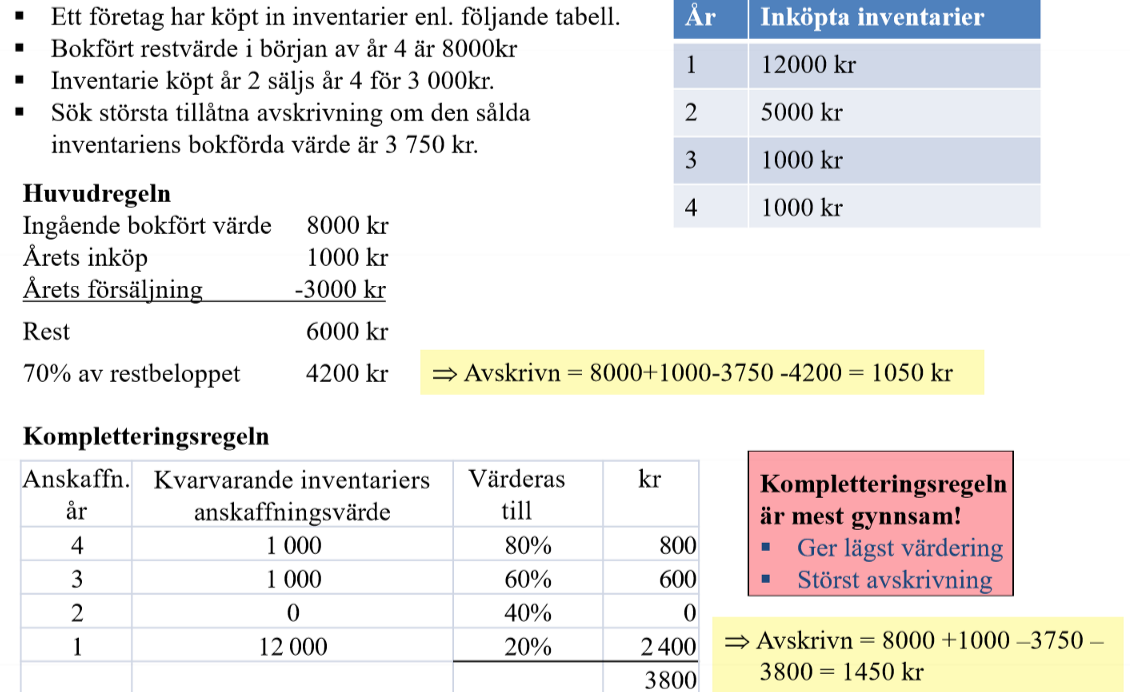 ▪ Ett företag har köpt in inventarier enl. följande tabell.
▪ Bokfört restvärde i början av år 4 är 8000kr
▪ Inventarie köpt år 2 säljs år 4 för 3 000kr.
▪ Sök största tillåtna avskrivning om den sålda
inventariens bokförda värde är 3 750 kr.
År Inköpta inventarier
1 12000 kr
2 5000 kr
3 1000 kr
4 1000 kr
Huvudregeln
Ingående bokfört värde 8000 kr
Årets inköp 1000 kr
Årets försäljning -3000 kr
Rest 6000 kr
70% av restbeloppet 4200 kr
⇒ Avskrivn = 8000+1000-3750 -4200 = 1050 kr
Kompletteringsregeln
Anskaffn. Kvarvarande inventariers Värderas kr
år anskaffningsvärde till
4 1 000 80% 800
3 1 000 60% 600
2 0 40% 0
1 12 000 20% 2 400
3800
Kompletteringsregeln
är mest gynnsam!
▪ Ger lägst värdering
▪ Störst avskrivning
⇒ Avskrivn = 8000 +1000 –3750 –
3800 = 1450 kr